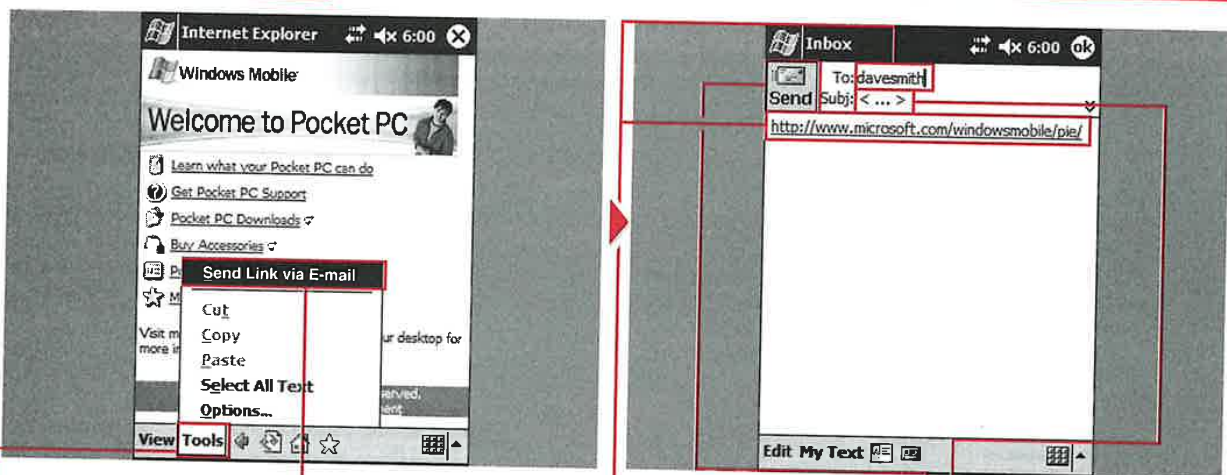 Internet Explorer 6:00
Windows Mobile
Welcome to Pocket PC
Learn what your Pocket PC can do
Get Pocket PC Support
Pocket PC Downloads
Buy Accessories
P
M
Send Link via E-mail
Cut
Copy
Paste
Select All Text
Options...
Visit m ur desktop for
more in
served.
ent
View Tools
Inbox 6:00 ok
Send
To: davesmith
Subj: < ... >
http://www.microsoft.com/windowsmobile/pie/
Edit My Text